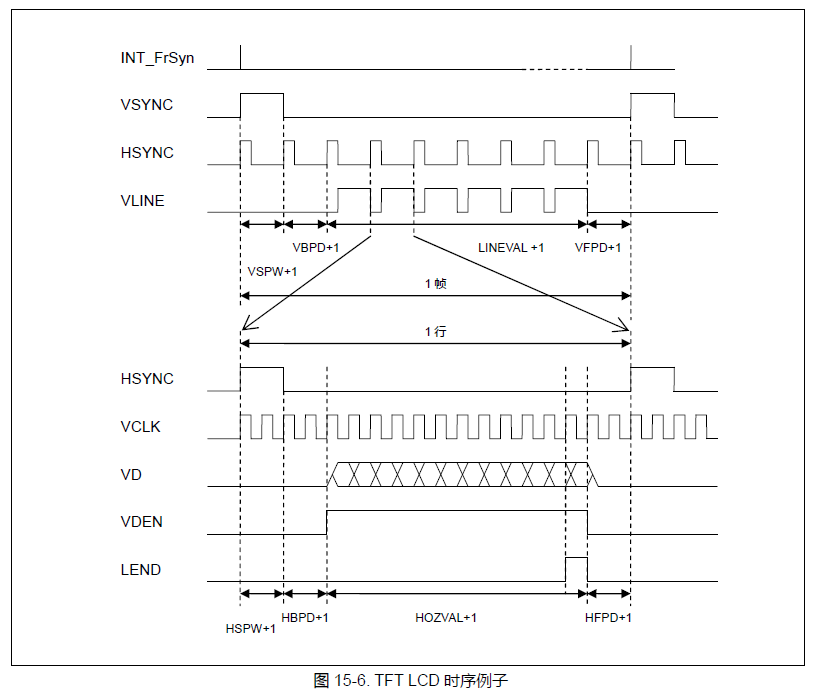 INT_FrSyn
VSYNC
HSYNC
VLINE
VBPD+1
LINEVAL +1
VFPD+1
VSPW+1
1 帧
1 行
HSYNC
VCLK
VD
VDEN
LEND
HSPW+1
HBPD+1
HOZVAL+1
HFPD+1
图 15-6. TFT LCD 时序例子